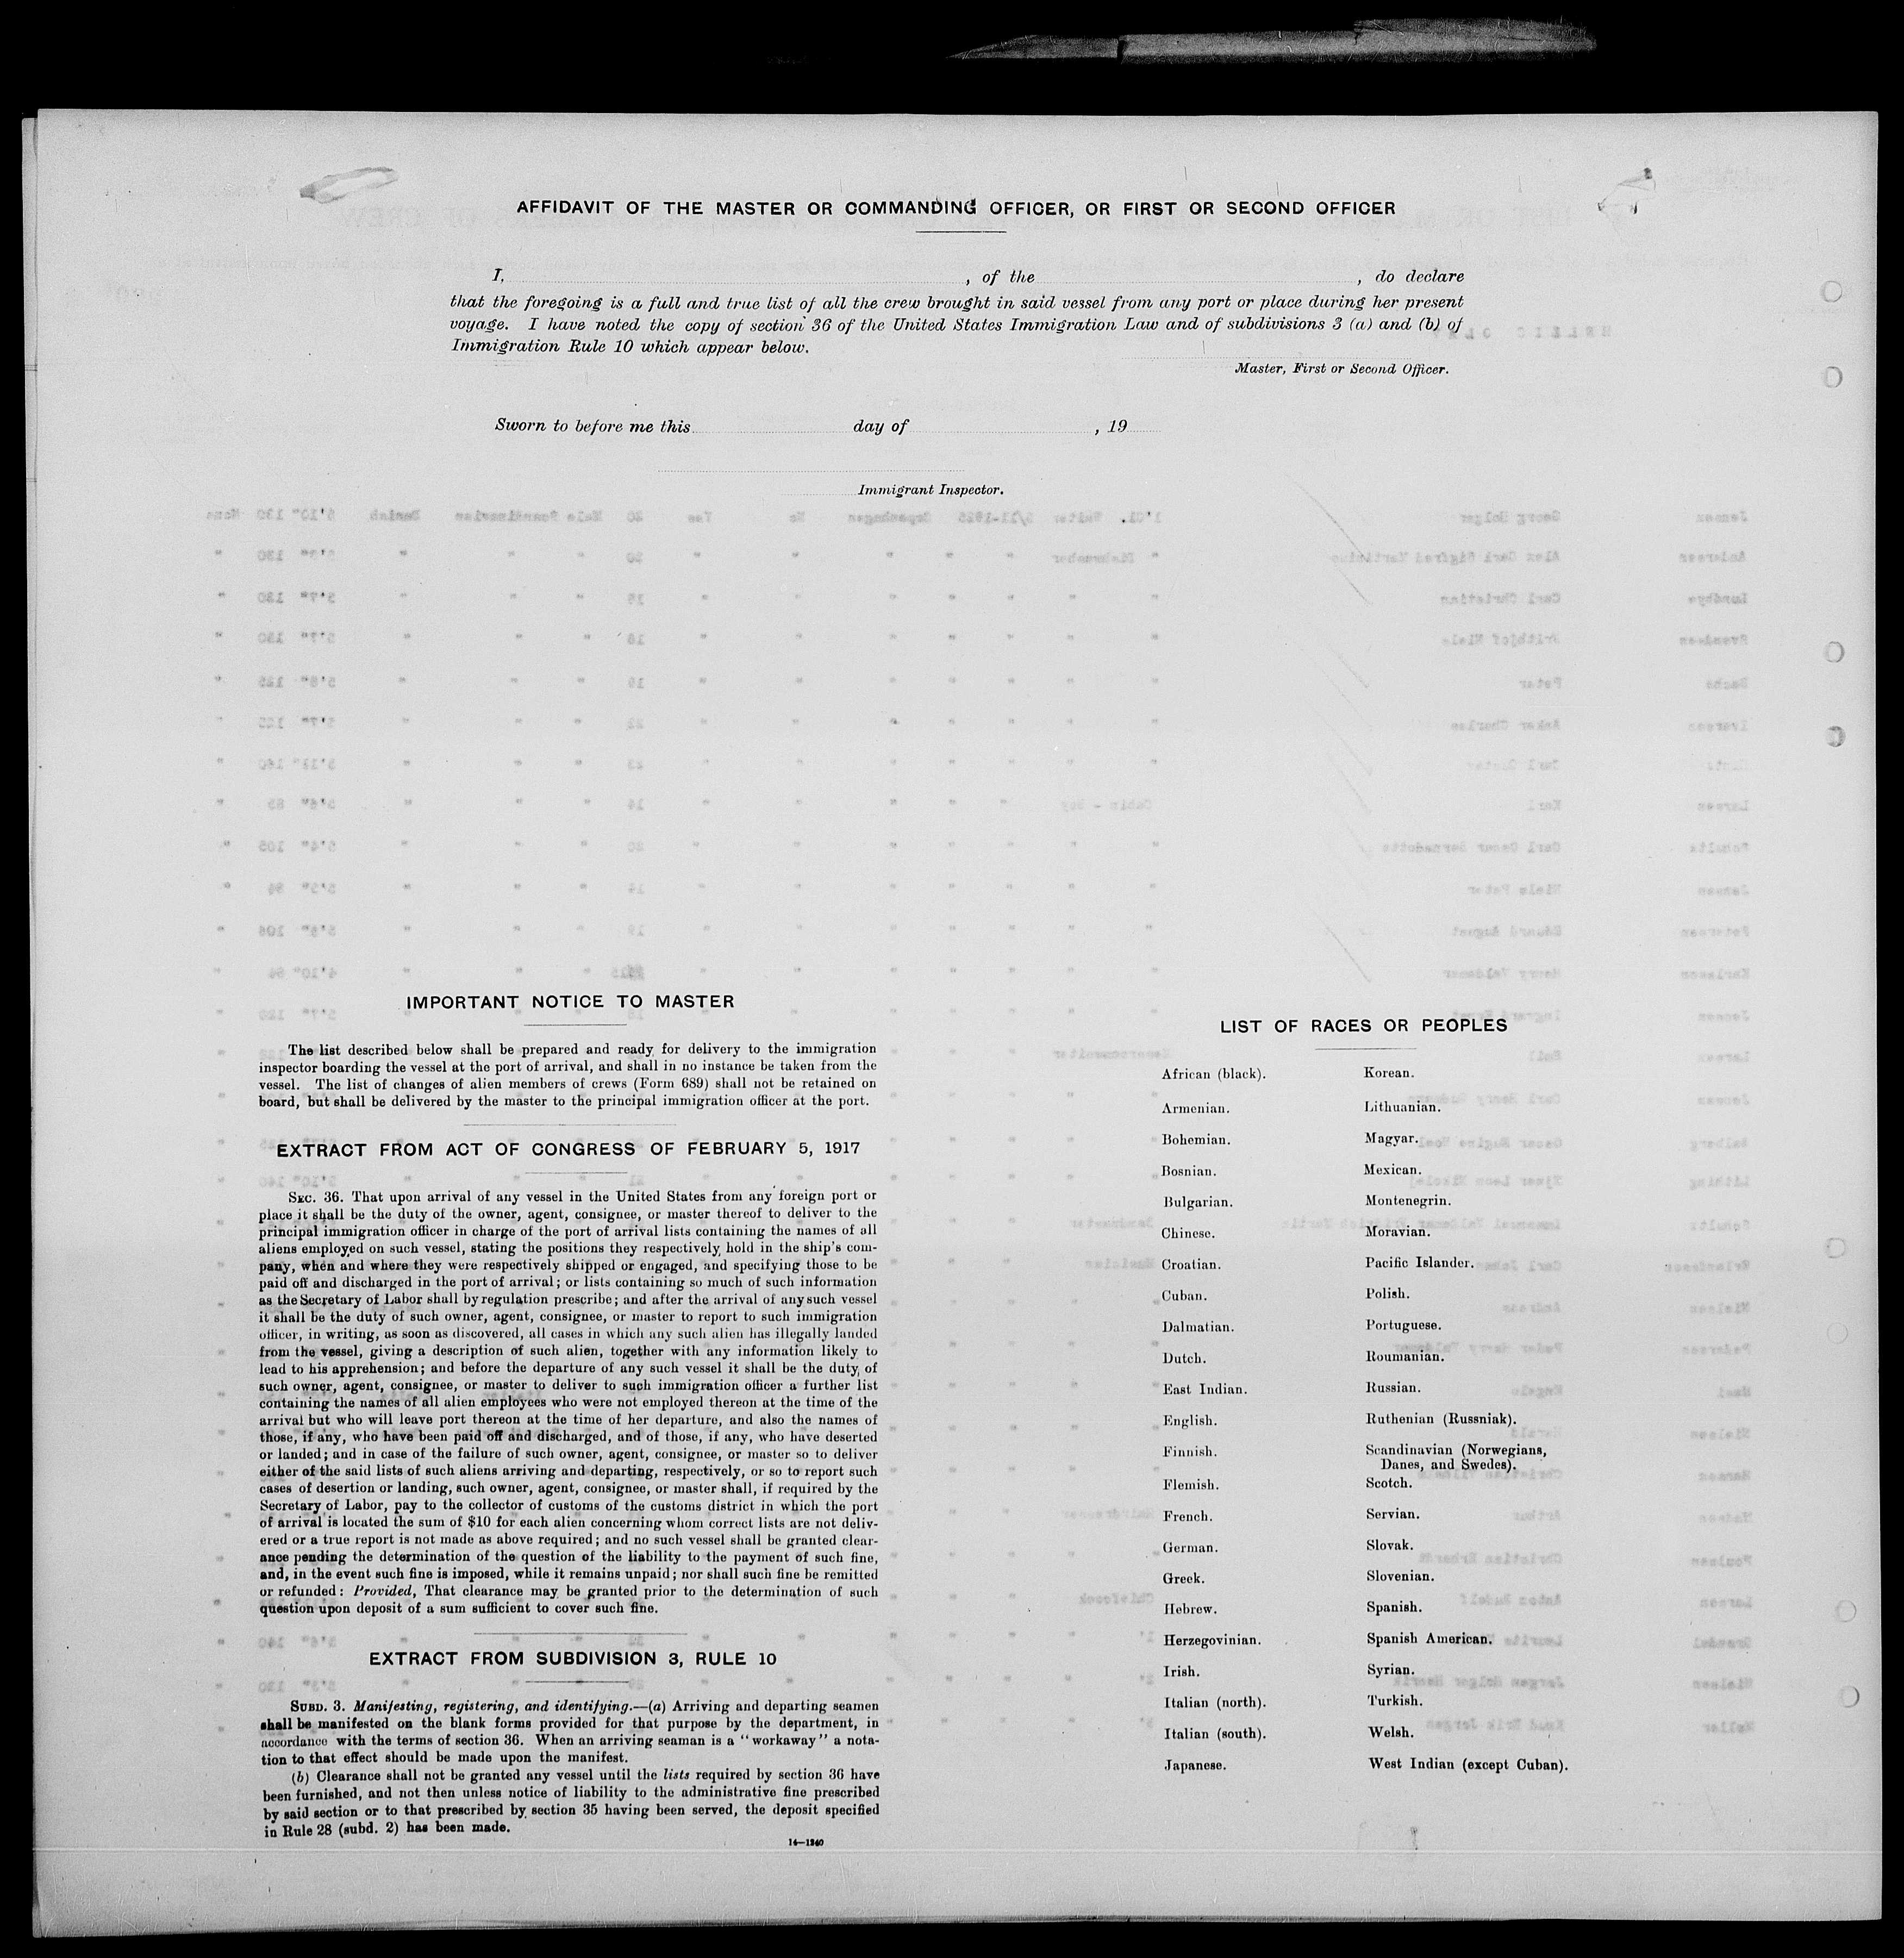 AFFIDAVIT OF THE MASTER OR COMMANDING OFFICER, OR FIRST OR SECOND OFFICER
I, , of the , do declare
that the foregoing is a full and true list of all the crew brought in said vessel from any port or place during her present
voyage. I have noted the copy of section 36 of the United States Immigration Law and of subdivisions 3 (a) and (b) of
Immigration Rule 10 which appear below.
Master, First or Second Officer.
Sworn to before me this day of , 19
Immigrant Inspector.
IMPORTANT NOTICE TO MASTER
The list described below shall be prepared and ready for delivery to the immigration
inspector boarding the vessel at the port of arrival, and shall in no instance be taken from the
vessel. The list of changes of alien members of crews (Form 689) shall not be retained on
board, but shall be delivered by the master to the principal immigration officer at the port.
EXTRACT FROM ACT OF CONGRESS OF FEBRUARY 5, 1917
SEC. 36. That upon arrival of any vessel in the United States from any foreign port or
place it shall be the duty of the owner, agent, consignee, or master thereof to deliver to the
principal immigration officer in charge of the port of arrival lists containing the names of all
aliens employed on such vessel, stating the positions they respectively hold in the ship's com-
pany, when and where they were respectively shipped or engaged, and specifying those to be
paid off and discharged in the port of arrival; or lists containing so much of such information
as the Secretary of Labor shall by regulation prescribe; and after the arrival of any such vessel
it shall be the duty of such owner, agent, consignee, or master to report to such immigration
officer, in writing, as soon as discovered, all cases in which any such alien has illegally landed
from the vessel, giving a description of such alien, together with any information likely to
lead to his apprehension; and before the departure of any such vessel it shall be the duty of
such owner, agent, consignee, or master to deliver to such immigration officer a further list
containing the names of all alien employees who were not employed thereon at the time of the
arrival but who will leave port thereon at the time of her departure, and also the names of
those, if any, who have been paid off and discharged, and of those, if any, who have deserted
or landed; and in case of the failure of such owner, agent, consignee, or master so to deliver
either of the said lists of such aliens arriving and departing, respectively, or so to report such
cases of desertion or landing, such owner, agent, consignee, or master shall, if required by the
Secretary of Labor, pay to the collector of customs of the customs district in which the port
of arrival is located the sum of $10 for each alien concerning whom correct lists are not deliv-
ered or a true report is not made as above required; and no such vessel shall be granted clear-
ance pending the determination of the question of the liability to the payment of such fine,
and, in the event such fine is imposed, while it remains unpaid; nor shall such fine be remitted
or refunded: Provided, That clearance may be granted prior to the determination of such
question upon deposit of a sum sufficient to cover such fine.
EXTRACT FROM SUBDIVISION 3, RULE 10
SUBD. 3. Manifesting, registering, and identifying.—(a) Arriving and departing seamen
shall be manifested on the blank forms provided for that purpose by the department, in
accordance with the terms of section 36. When an arriving seaman is a "workaway" a nota-
tion to that effect should be made upon the manifest.
(b) Clearance shall not be granted any vessel until the lists required by section 36 have
been furnished, and not then unless notice of liability to the administrative fine prescribed
by said section or to that prescribed by section 35 having been served, the deposit specified
in Rule 28 (subd. 2) has been made.
14—1240
LIST OF RACES OR PEOPLES
African (black).
Armenian.
Bohemian.
Bosnian.
Bulgarian.
Chinese.
Croatian.
Cuban.
Dalmatian.
Dutch.
East Indian.
English.
Finnish.
Flemish.
French.
German.
Greek.
Hebrew.
Herzegovinian.
Irish.
Italian (north).
Italian (south).
Japanese.
Korean.
Lithuanian.
Magyar.
Mexican.
Montenegrin.
Moravian.
Pacific Islander.
Polish.
Portuguese.
Roumanian.
Russian.
Ruthenian (Russniak).
Scandinavian (Norwegians,
Danes, and Swedes).
Scotch.
Servian.
Slovak.
Slovenian.
Spanish.
Spanish American.
Syrian.
Turkish.
Welsh.
West Indian (except Cuban).